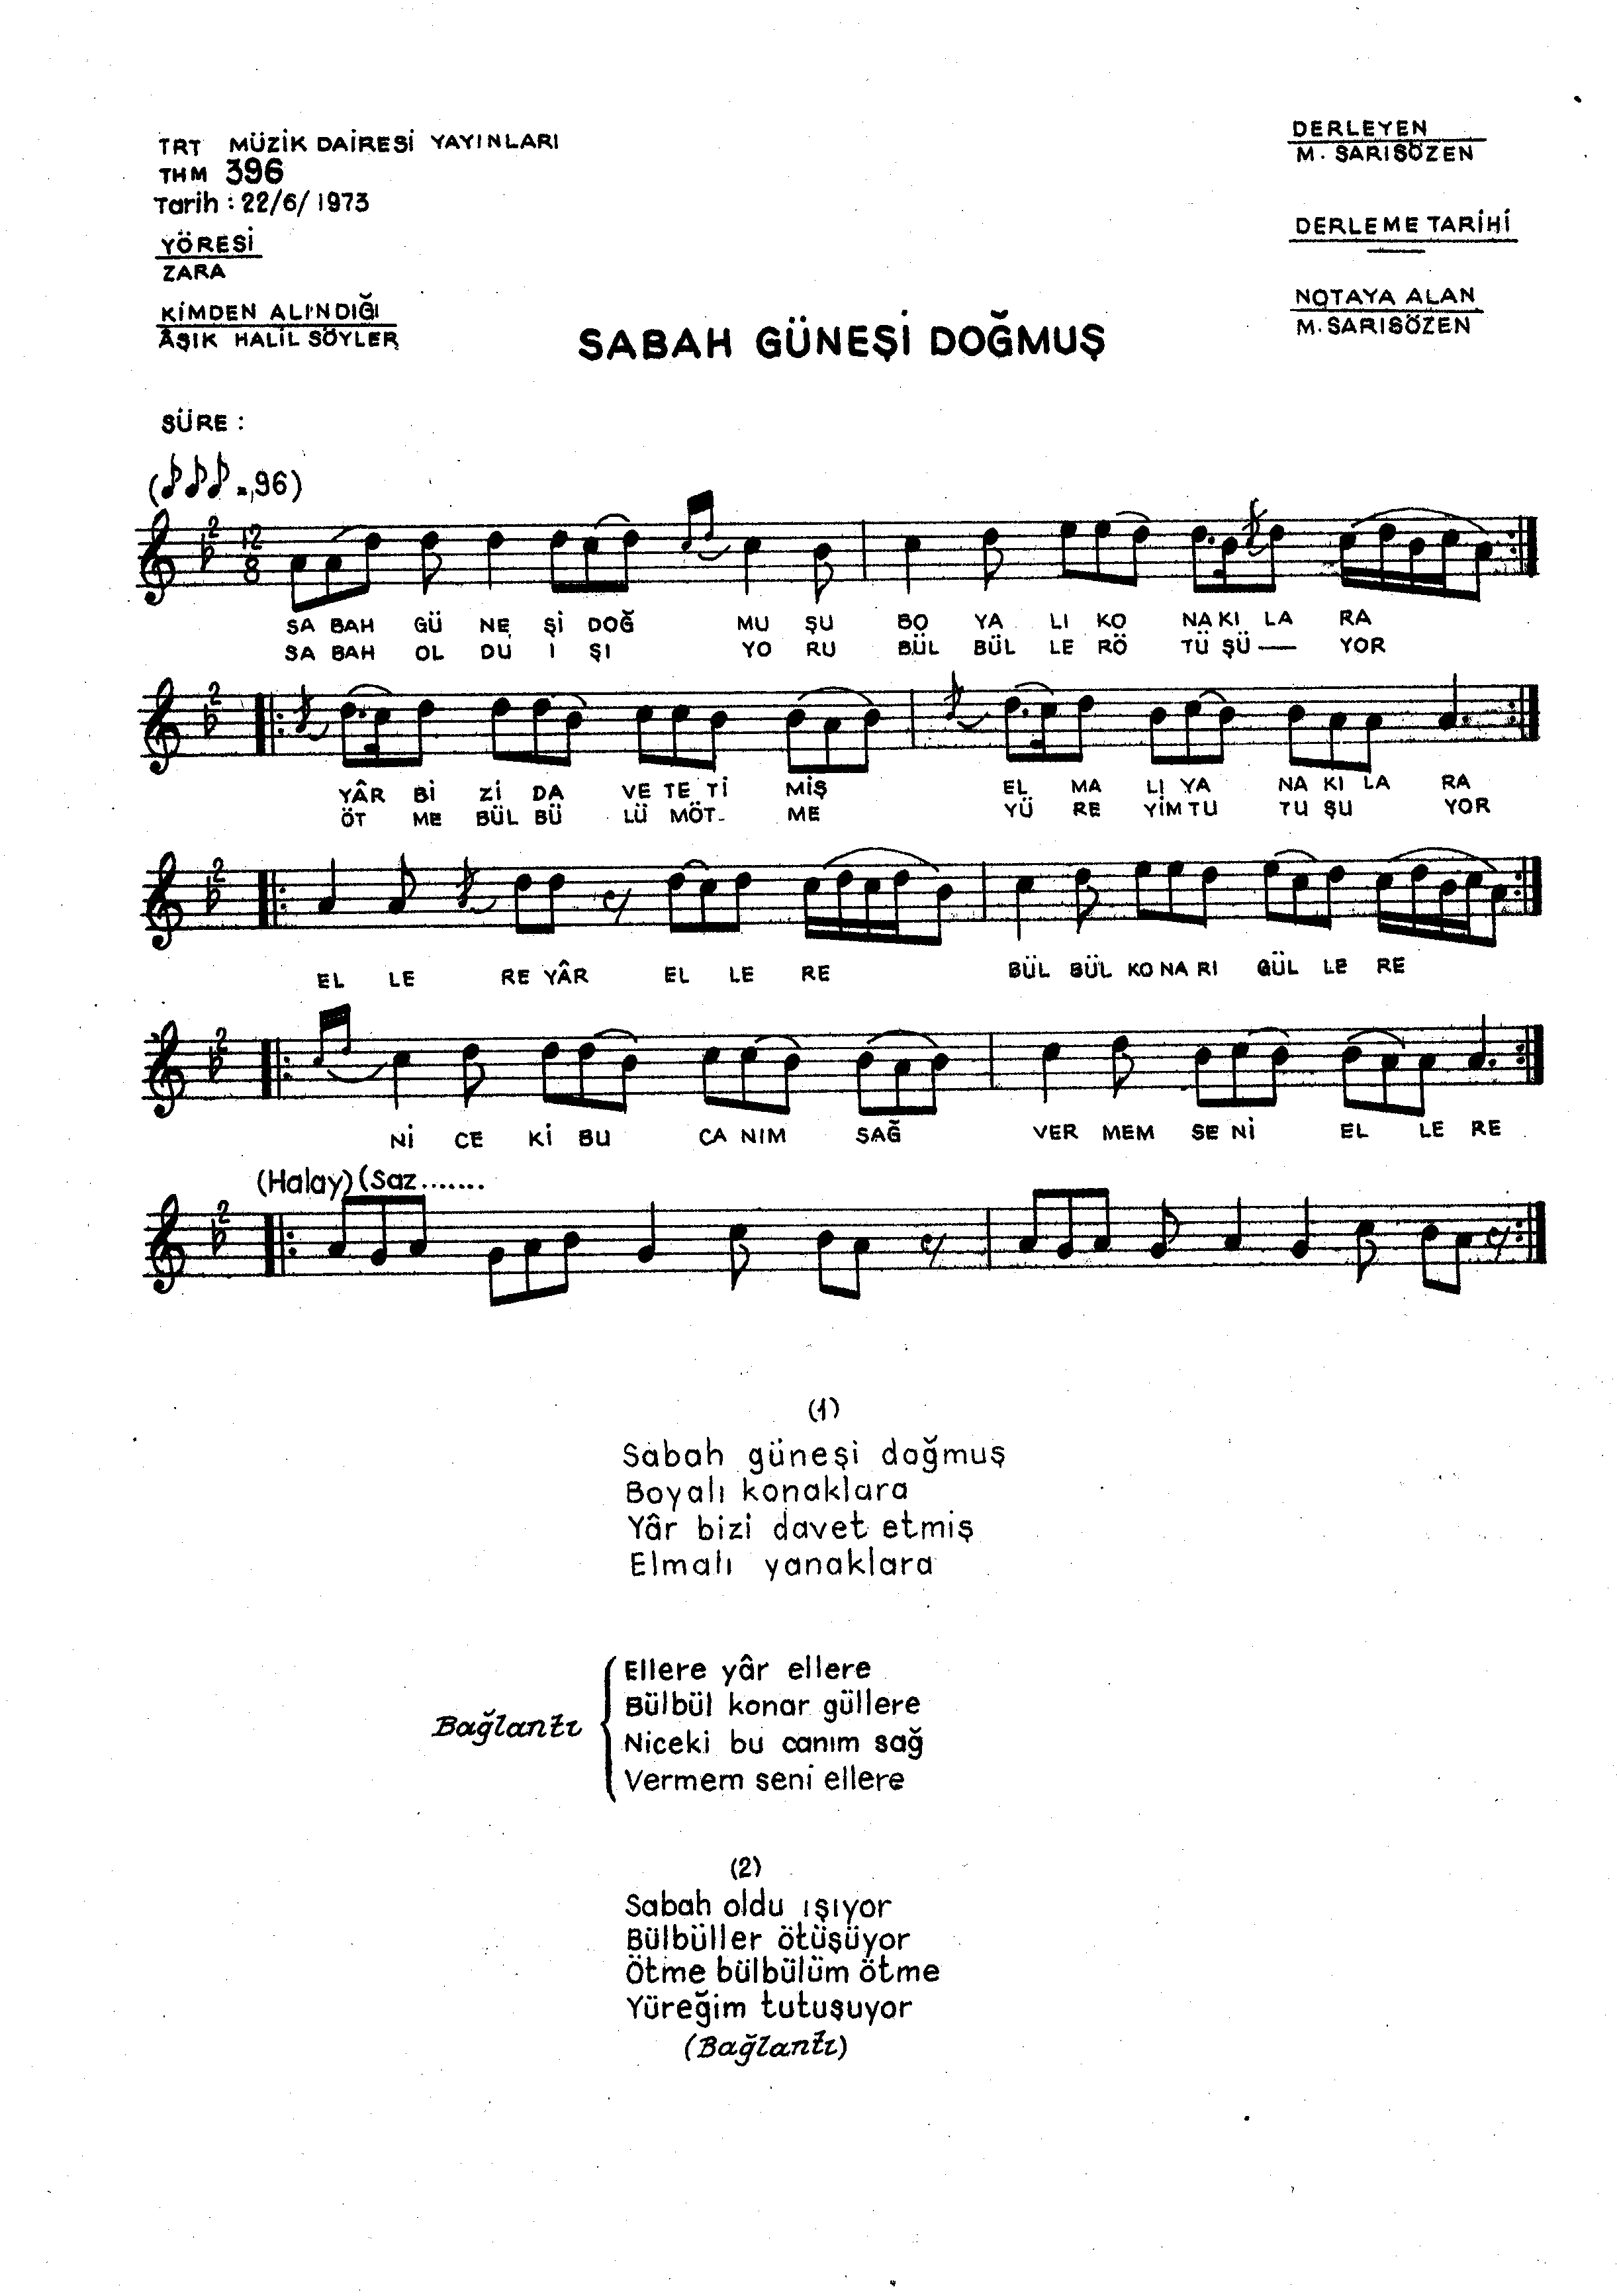 TRT MÜZİK DAİRESİ YAYINLARI
THM 396
Tarih : 22/6/1973
YÖRESİ
ZARA
KİMDEN ALINDIĞI
ÂŞIK HALİL SÖYLER
DERLEYEN
M. SARISÖZEN
DERLEME TARİHİ
NOTAYA ALAN
M. SARISÖZEN
SABAH GÜNEŞİ DOĞMUŞ
SÜRE :
(♪♪♪ = 96)
2 12 8
SA BAH GÜ NE Şİ DOĞ MU ŞU BO YA LI KO NA KI LA RA
SA BAH OL DU I ŞI YO RU BÜL BÜL LE RÖ TÜ ŞÜ — YOR
2
YÂR Bİ Zİ DA VE TE Tİ MİŞ EL MA LI YA NA KI LA RA
ÖT ME BÜL BÜ LÜ MÖT - ME YÜ RE YİM TU TU ŞU YOR
2
EL LE RE YÂR EL LE RE BÜL BÜL KO NA RI GÜL LE RE
2
Nİ CE Kİ BU CA NIM SAĞ VER MEM SE Nİ EL LE RE
(Halay) (Saz.......
2
(1)
Sabah güneşi doğmuş
Boyalı konaklara
Yâr bizi davet etmiş
Elmalı yanaklara
Bağlantı
Ellere yâr ellere
Bülbül konar güllere
Niceki bu canım sağ
Vermem seni ellere
(2)
Sabah oldu ışıyor
Bülbüller ötüşüyor
Ötme bülbülüm ötme
Yüreğim tutuşuyor
(Bağlantı)